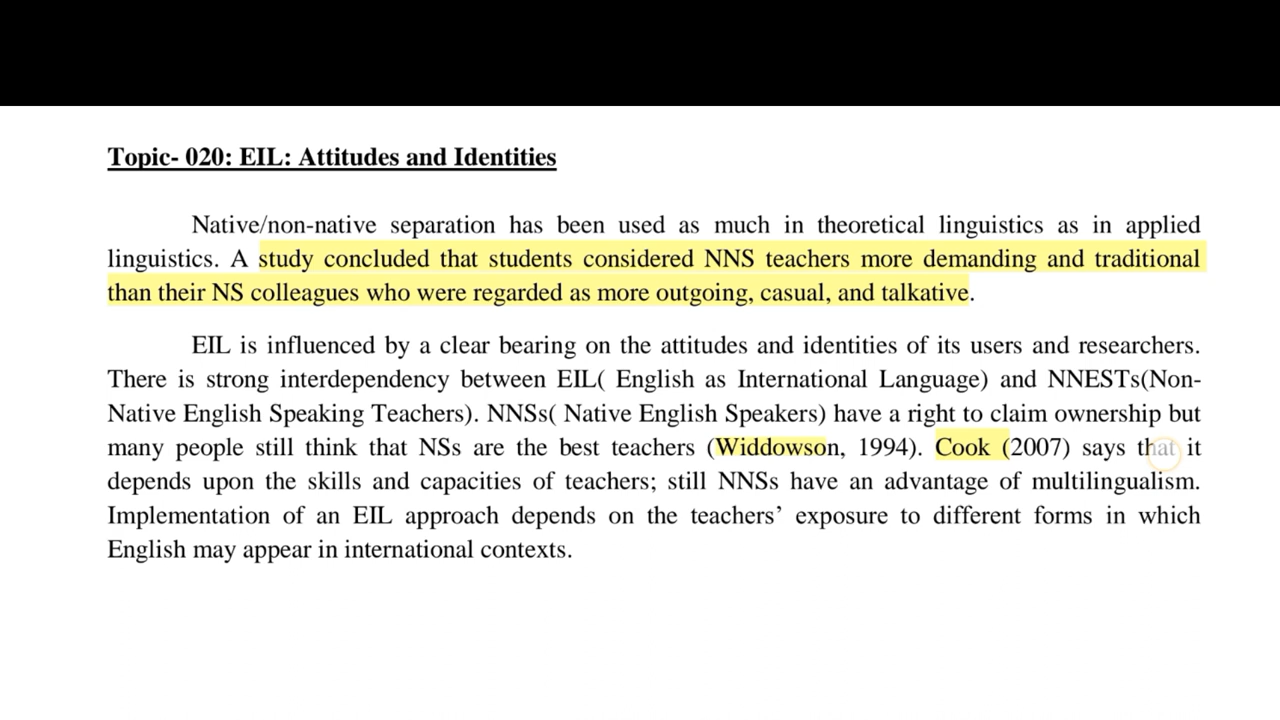 Topic- 020: EIL: Attitudes and Identities
Native/non-native separation has been used as much in theoretical linguistics as in applied
linguistics. A study concluded that students considered NNS teachers more demanding and traditional
than their NS colleagues who were regarded as more outgoing, casual, and talkative.
EIL is influenced by a clear bearing on the attitudes and identities of its users and researchers.
There is strong interdependency between EIL( English as International Language) and NNESTs(Non-
Native English Speaking Teachers). NNSs( Native English Speakers) have a right to claim ownership but
many people still think that NSs are the best teachers (Widdowson, 1994). Cook (2007) says that it
depends upon the skills and capacities of teachers; still NNSs have an advantage of multilingualism.
Implementation of an EIL approach depends on the teachers’ exposure to different forms in which
English may appear in international contexts.